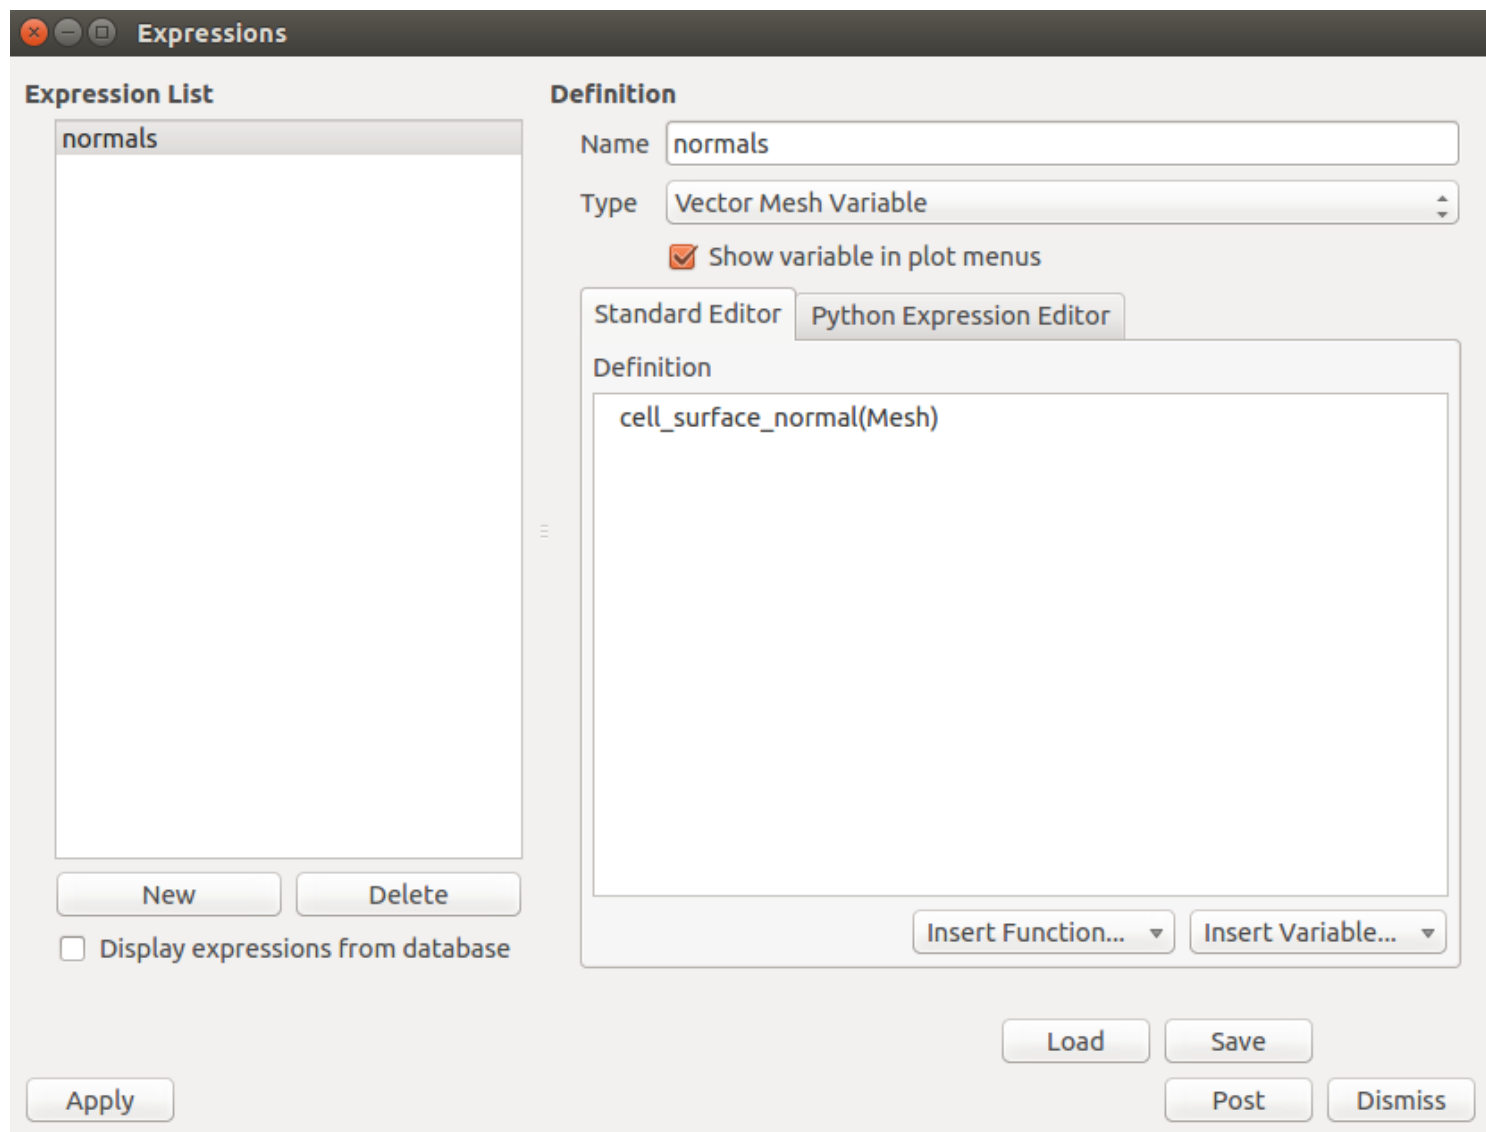 Expressions
Expression List
normals
New
Delete
Display expressions from database
Definition
Name
normals
Type
Vector Mesh Variable
Show variable in plot menus
Standard Editor
Python Expression Editor
Definition
cell_surface_normal(Mesh)
Insert Function...
Insert Variable...
Load
Save
Apply
Post
Dismiss